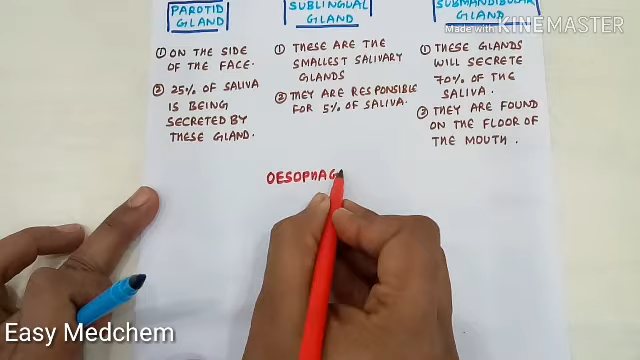 PAROTID
GLAND
① ON THE SIDE
OF THE FACE.
② 25% OF SALIVA
IS BEING
SECRETED BY
THESE GLAND.
SUBLINGUAL
GLAND
① THESE ARE THE
SMALLEST SALIVARY
GLANDS
② THEY ARE RESPONSIBLE
FOR 5% OF SALIVA.
SUBMANDIBULAR
GLAND
Made with KINEMASTER
① THESE GLANDS
WILL SECRETE
70% OF THE
SALIVA.
② THEY ARE FOUND
ON THE FLOOR OF
THE MOUTH.
OESOPHAG
Easy Medchem